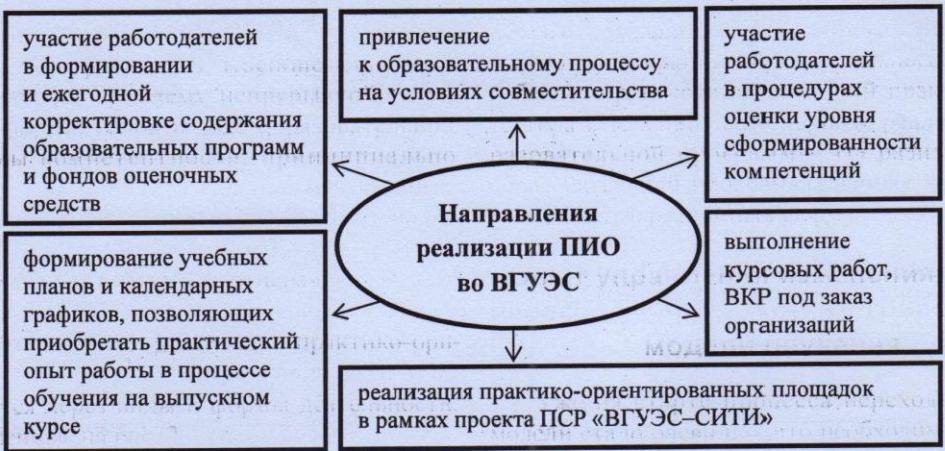 участие работодателей
в формировании
и ежегодной
корректировке содержания
образовательных программ
и фондов оценочных
средств
привлечение
к образовательному процессу
на условиях совместительства
участие
работодателей
в процедурах
оценки уровня
сформированности
компетенций
Направления
реализации ПИО
во ВГУЭС
формирование учебных
планов и календарных
графиков, позволяющих
приобретать практический
опыт работы в процессе
обучения на выпускном
курсе
выполнение
курсовых работ,
ВКР под заказ
организаций
реализация практико-ориентированных площадок
в рамках проекта ПСР «ВГУЭС–СИТИ»